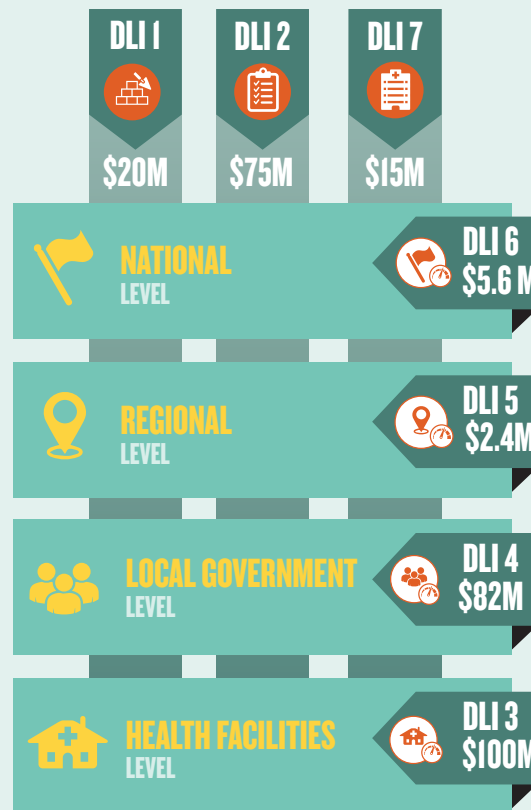 DLI 1
DLI 2
DLI 7
$20M
$75M
$15M
NATIONAL
LEVEL
DLI 6
$5.6 M
REGIONAL
LEVEL
DLI 5
$2.4M
LOCAL GOVERNMENT
LEVEL
DLI 4
$82M
HEALTH FACILITIES
LEVEL
DLI 3
$100M